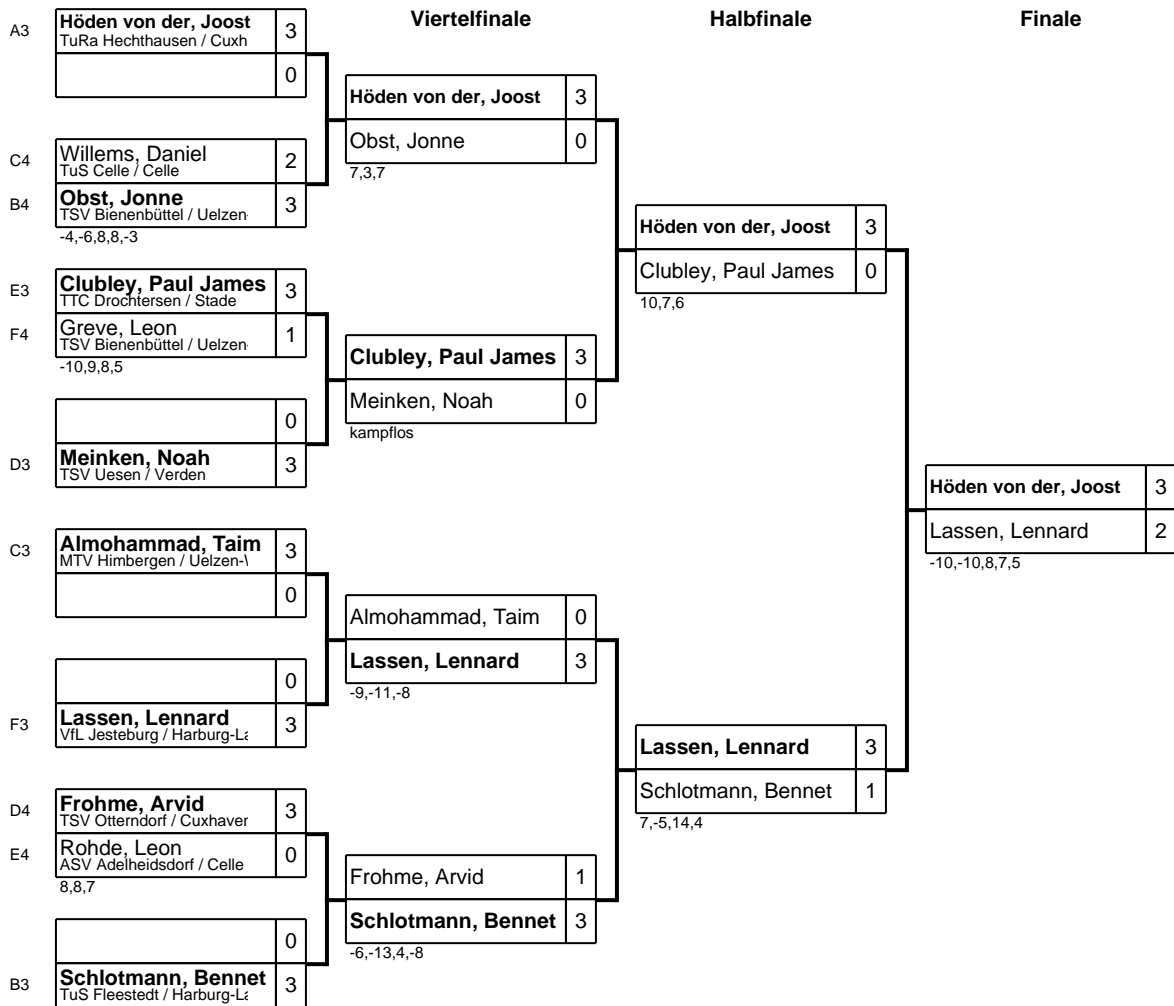 Viertelfinale
Halbfinale
Finale
A3
Höden von der, Joost
3
TuRa Hechthausen / Cuxh
0
C4
Willems, Daniel
2
TuS Celle / Celle
B4
Obst, Jonne
3
TSV Bienenbüttel / Uelzen-
-4,-6,8,8,-3
E3
Clubley, Paul James
3
TTC Drochtersen / Stade
F4
Greve, Leon
1
TSV Bienenbüttel / Uelzen-
-10,9,8,5
0
D3
Meinken, Noah
3
TSV Uesen / Verden
C3
Almohammad, Taim
3
MTV Himbergen / Uelzen-\
0
0
F3
Lassen, Lennard
3
VfL Jesteburg / Harburg-La
D4
Frohme, Arvid
3
TSV Otterndorf / Cuxhaver
E4
Rohde, Leon
0
ASV Adelheidsdorf / Celle
8,8,7
0
B3
Schlotmann, Bennet
3
TuS Fleestedt / Harburg-La
Höden von der, Joost
3
Obst, Jonne
0
7,3,7
Clubley, Paul James
3
Meinken, Noah
0
kampflos
Almohammad, Taim
0
Lassen, Lennard
3
-9,-11,-8
Frohme, Arvid
1
Schlotmann, Bennet
3
-6,-13,4,-8
Höden von der, Joost
3
Clubley, Paul James
0
10,7,6
Lassen, Lennard
3
Schlotmann, Bennet
1
7,-5,14,4
Höden von der, Joost
3
Lassen, Lennard
2
-10,-10,8,7,5